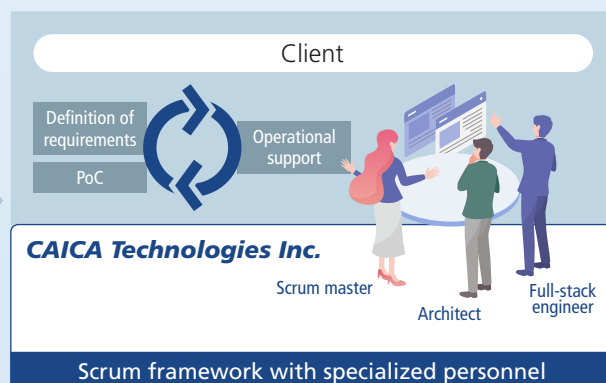 Client
Definition of
requirements
PoC
Operational
support
CAICA Technologies Inc.
Scrum master
Architect
Full-stack
engineer
Scrum framework with specialized personnel